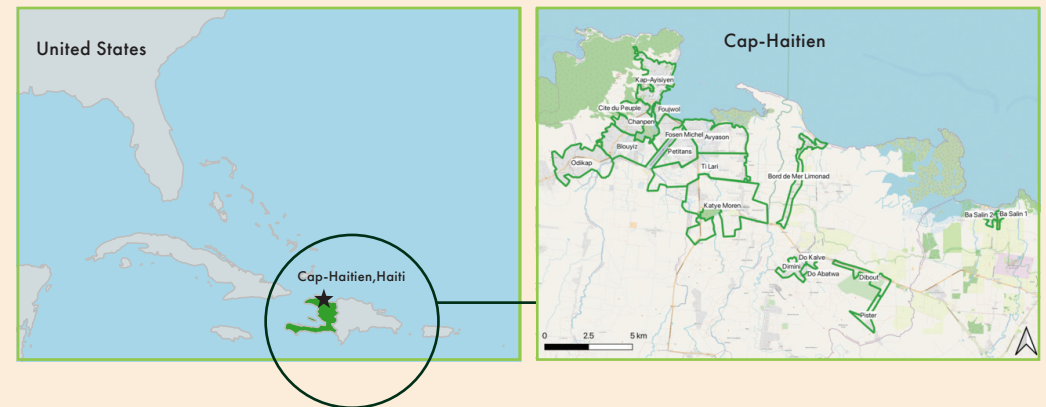 United States
Cap-Haitien,Haiti
Cap-Haitien
Kap-Ayisyen
Cite du Peuple
Foujwol
Chanpen
Fosen Michel
Avyason
Blouyiz
Petitans
Odikap
Ti Lari
Bord de Mer Limonad
Katye Moren
Ba Salin 2
Ba Salin 1
Do Kalve
Dimini
Do Abatwa
Dibout
Pister
0 2.5 5 km